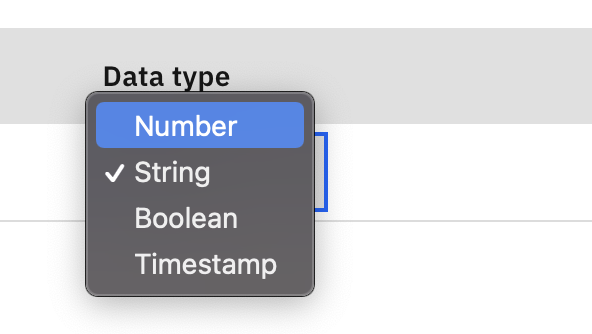 Data type
Number
✓ String
Boolean
Timestamp